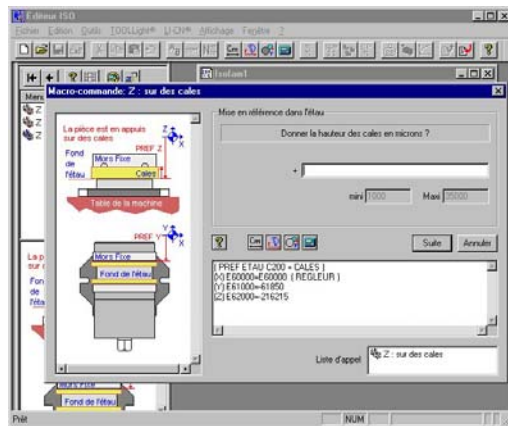 Editeur ISO
Fichier Edition Outils TOOLLight® LI-CN® Affichage Fenêtre ?
Isofam1
Menu
Macro-commande: Z : sur des cales
La pièce est en appuis
sur des cales
Z
X
PREF Z
Fond
de
l'étau
Mors Fixe
Cales
Table de la machine
PREF Y
Y
X
Mors Fixe
Fond de l'étau
Mise en référence dans l'étau
Donner la hauteur des cales en microns ?
+
mini 1000 Maxi 35000
Suite Annuler
( PREF ETAU C200 + CALES )
(X) E60000=E60000 ( REGLEUR )
(Y) E61000=-61850
(Z) E62000=-216215
Liste d'appel
Z : sur des cales
Fond de l'étau
Prêt
NUM